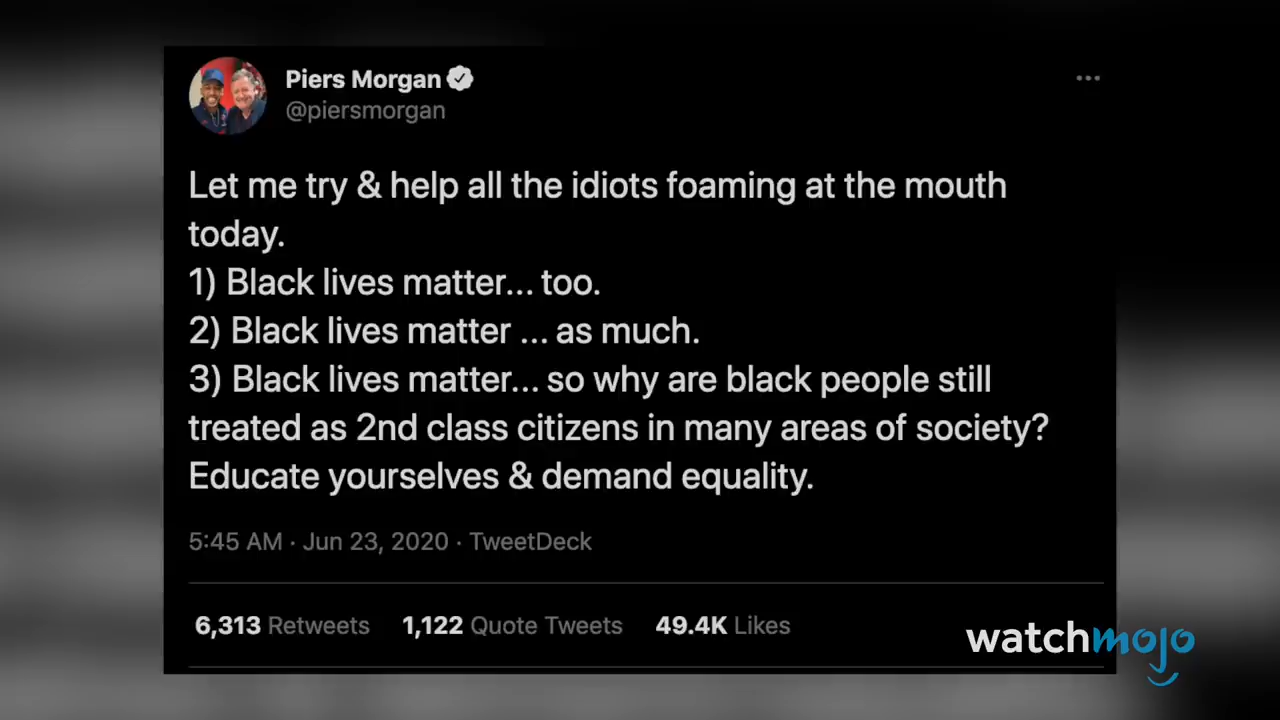 Piers Morgan
@piersmorgan
Let me try & help all the idiots foaming at the mouth
today.
1) Black lives matter... too.
2) Black lives matter ... as much.
3) Black lives matter... so why are black people still
treated as 2nd class citizens in many areas of society?
Educate yourselves & demand equality.
5:45 AM · Jun 23, 2020 · TweetDeck
6,313 Retweets 1,122 Quote Tweets 49.4K Likes
watchmojo